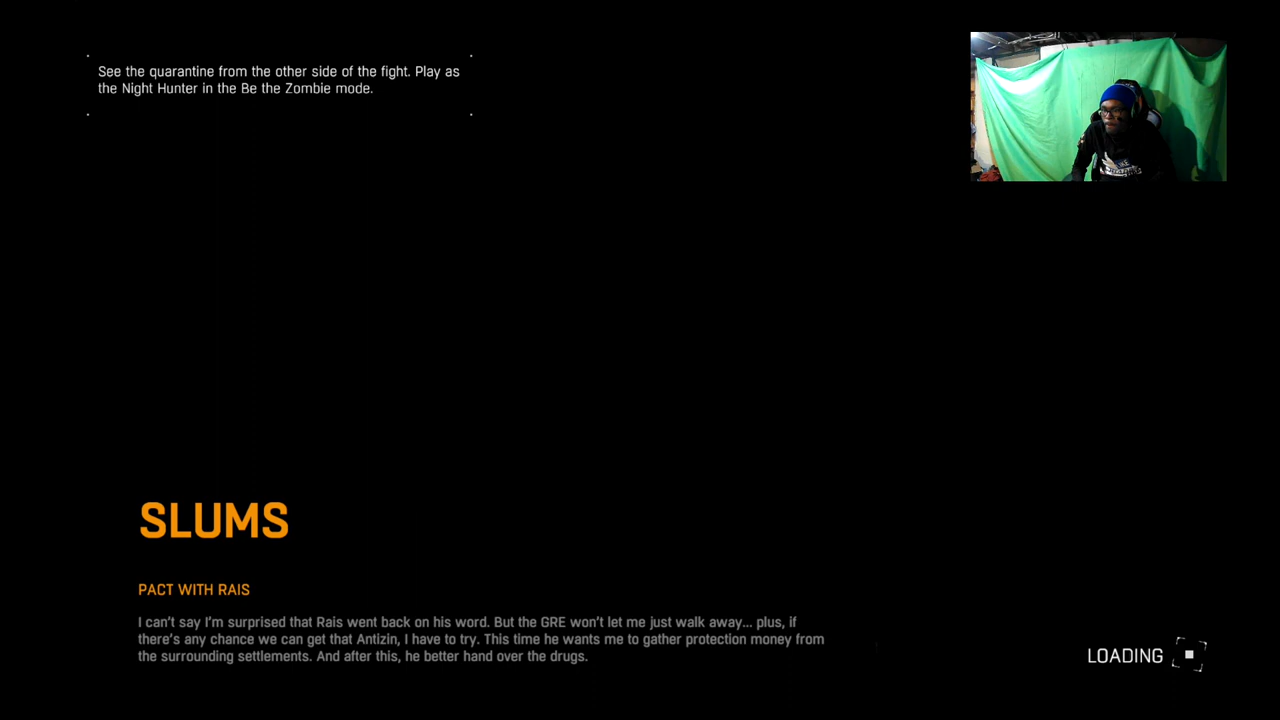 See the quarantine from the other side of the fight. Play as
the Night Hunter in the Be the Zombie mode.
SLUMS
PACT WITH RAIS
I can't say I'm surprised that Rais went back on his word. But the GRE won't let me just walk away... plus, if
there's any chance we can get that Antizin, I have to try. This time he wants me to gather protection money from
the surrounding settlements. And after this, he better hand over the drugs.
LOADING